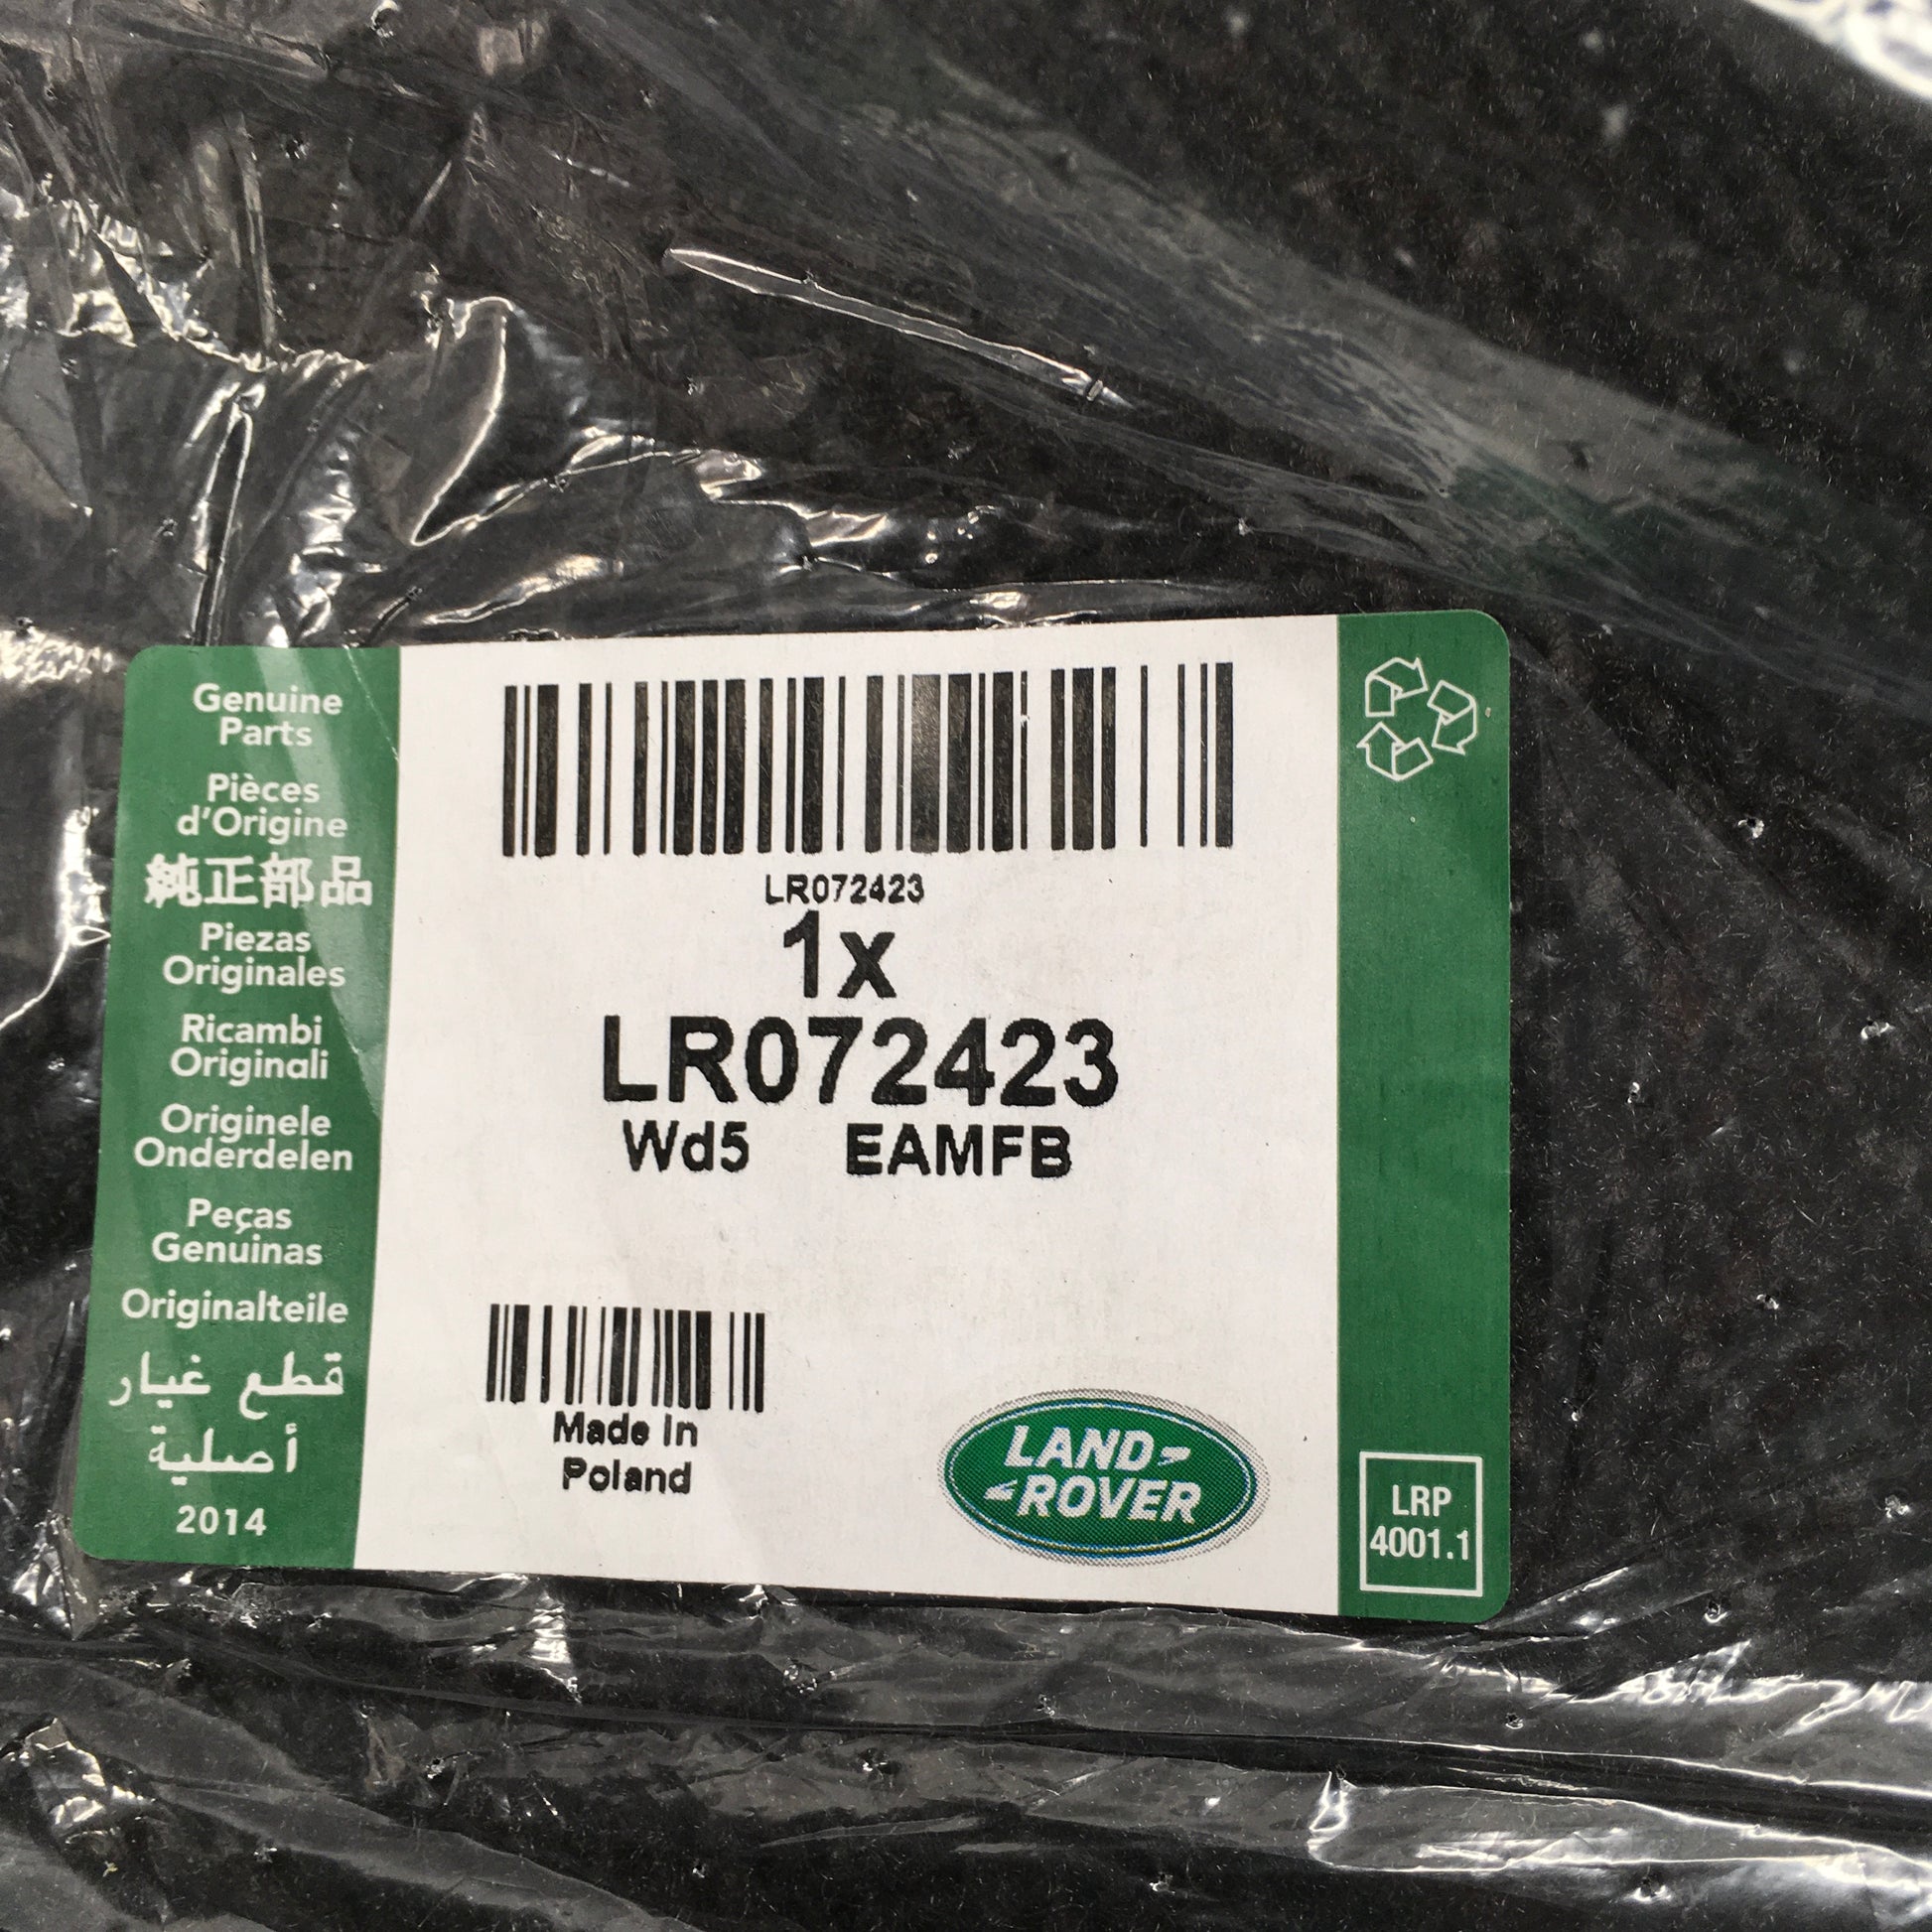 Genuine
Parts
Pièces
d'Origine
純正部品
Piezas
Originales
Ricambi
Originali
Originele
Onderdelen
Peças
Genuinas
Originalteile
قطع غيار
أصلية
2014
LR072423
1x
LR072423
Wd5 EAMFB
Made In
Poland
LAND-
-ROVER
LRP
4001.1